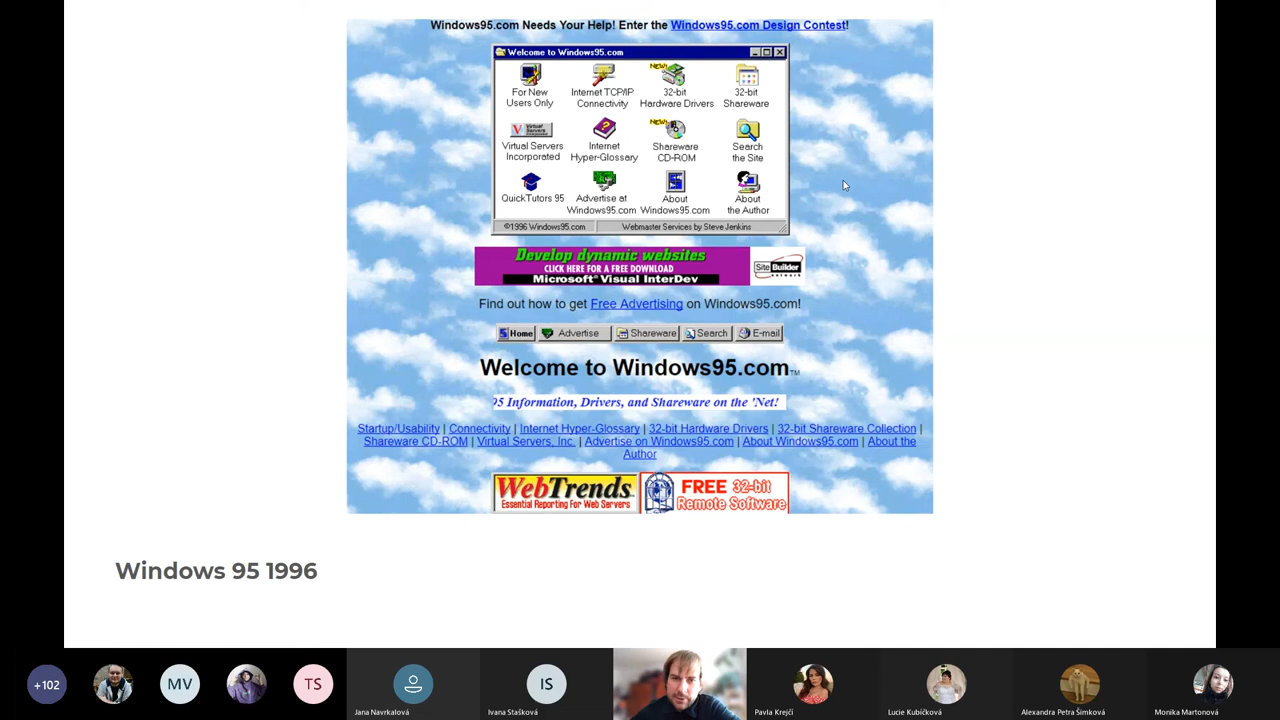 Windows95.com Needs Your Help! Enter the Windows95.com Design Contest!
Welcome to Windows95.com
For New
Users Only
Internet TCP/IP
Connectivity
NEW!
32-bit
Hardware Drivers
32-bit
Shareware
Virtual Servers Incorporated
Virtual Servers
Incorporated
Internet
Hyper-Glossary
NEW!
Shareware
CD-ROM
Search
the Site
QuickTutors 95
Advertise at
Windows95.com
About
Windows95.com
About
the Author
©1996 Windows95.com
Webmaster Services by Steve Jenkins
Develop dynamic websites
CLICK HERE FOR A FREE DOWNLOAD
Microsoft® Visual InterDev
Site Builder
network
Find out how to get Free Advertising on Windows95.com!
Home Advertise Shareware Search E-mail
Welcome to Windows95.com™
95 Information, Drivers, and Shareware on the 'Net!
Startup/Usability | Connectivity | Internet Hyper-Glossary | 32-bit Hardware Drivers | 32-bit Shareware Collection |
Shareware CD-ROM | Virtual Servers, Inc. | Advertise on Windows95.com | About Windows95.com | About the
Author
WebTrends
Essential Reporting For Web Servers
FREE 32-bit
Remote Software
Windows 95 1996
+102
MV
TS
IS
Jana Navrkalová
Ivana Stašková
Pavla Krejčí
Lucie Kubíčková
Alexandra Petra Šimková
Monika Martonová